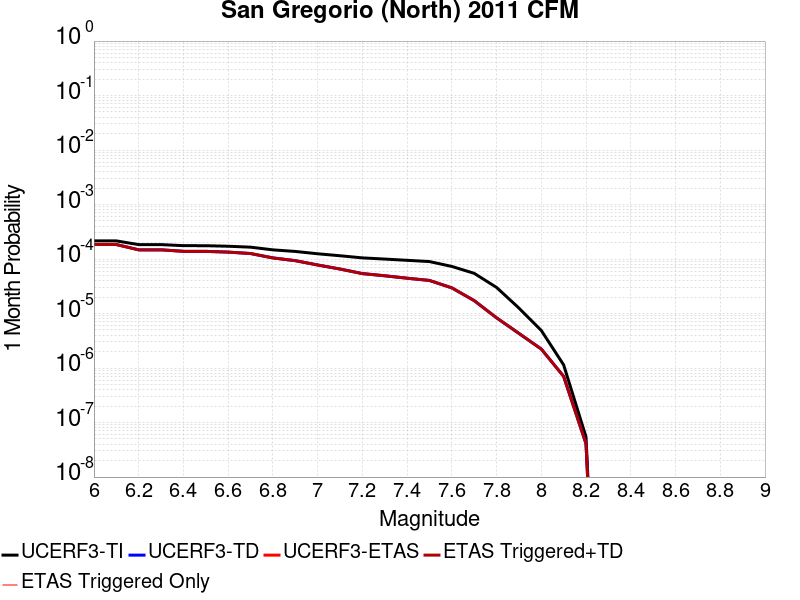 San Gregorio (North) 2011 CFM
10^0
10^-1
10^-2
10^-3
10^-4
10^-5
10^-6
10^-7
10^-8
1 Month Probability
6 6.2 6.4 6.6 6.8 7 7.2 7.4 7.6 7.8 8 8.2 8.4 8.6 8.8 9
Magnitude
UCERF3-TI UCERF3-TD UCERF3-ETAS ETAS Triggered+TD
ETAS Triggered Only